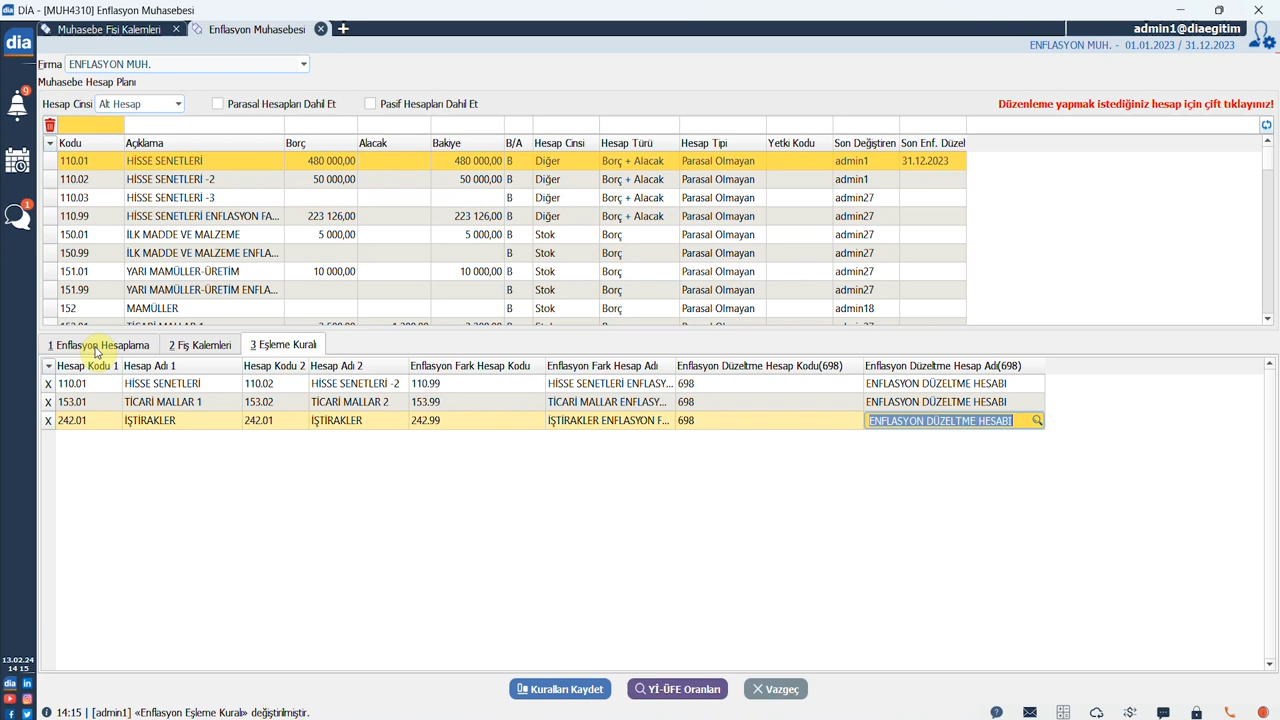 dia DIA - [MUH4310] Enflasyon Muhasebesi
dia
Muhasebe Fişi Kalemleri
Enflasyon Muhasebesi
admin1@diaegitim
ENFLASYON MUH. - 01.01.2023 / 31.12.2023
Firma ENFLASYON MUH.
Muhasebe Hesap Planı
Hesap Cinsi Alt Hesap Parasal Hesapları Dahil Et Pasif Hesapları Dahil Et Düzenleme yapmak istediğiniz hesap için çift tıklayınız!
9
1
Kodu Açıklama Borç Alacak Bakiye B/A Hesap Cinsi Hesap Türü Hesap Tipi Yetki Kodu Son Değiştiren Son Enf. Düzel
110.01 HİSSE SENETLERİ 480 000,00 480 000,00 B Diğer Borç + Alacak Parasal Olmayan admin1 31.12.2023
110.02 HİSSE SENETLERİ -2 50 000,00 50 000,00 B Diğer Borç + Alacak Parasal Olmayan admin1
110.03 HİSSE SENETLERİ -3 B Diğer Borç + Alacak Parasal Olmayan admin27
110.99 HİSSE SENETLERİ ENFLASYON FA... 223 126,00 223 126,00 B Diğer Borç + Alacak Parasal Olmayan admin27
150.01 İLK MADDE VE MALZEME 5 000,00 5 000,00 B Stok Borç Parasal Olmayan admin27
150.99 İLK MADDE VE MALZEME ENFLA... B Stok Borç Parasal Olmayan admin27
151.01 YARI MAMÜLLER-ÜRETİM 10 000,00 10 000,00 B Stok Borç Parasal Olmayan admin27
151.99 YARI MAMÜLLER-ÜRETİM ENFLA... B Stok Borç Parasal Olmayan admin27
152 MAMÜLLER B Stok Borç Parasal Olmayan admin18
1 Enflasyon Hesaplama 2 Fiş Kalemleri 3 Eşleme Kuralı
Hesap Kodu 1 Hesap Adı 1 Hesap Kodu 2 Hesap Adı 2 Enflasyon Fark Hesap Kodu Enflasyon Fark Hesap Adı Enflasyon Düzeltme Hesap Kodu(698) Enflasyon Düzeltme Hesap Adı(698)
X 110.01 HİSSE SENETLERİ 110.02 HİSSE SENETLERİ -2 110.99 HİSSE SENETLERİ ENFLASY... 698 ENFLASYON DÜZELTME HESABI
X 153.01 TİCARİ MALLAR 1 153.02 TİCARİ MALLAR 2 153.99 TİCARİ MALLAR ENFLASY... 698 ENFLASYON DÜZELTME HESABI
X 242.01 İŞTİRAKLER 242.01 İŞTİRAKLER 242.99 İŞTİRAKLER ENFLASYON F... 698 ENFLASYON DÜZELTME HESABI
13.02.24
14 15
dia in
Kuralları Kaydet Yİ-ÜFE Oranları Vazgeç
14:15 | [admin1] «Enflasyon Eşleme Kuralı» değiştirilmiştir.